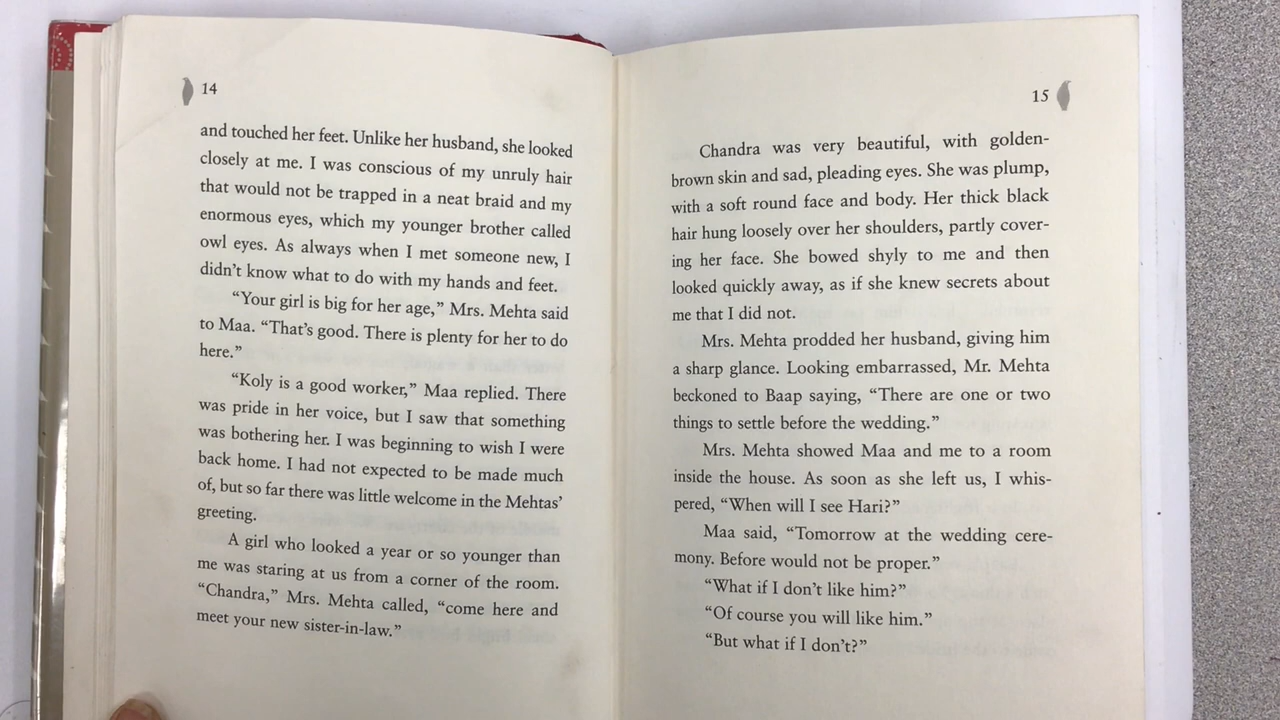 14
and touched her feet. Unlike her husband, she looked
closely at me. I was conscious of my unruly hair
that would not be trapped in a neat braid and my
enormous eyes, which my younger brother called
owl eyes. As always when I met someone new, I
didn’t know what to do with my hands and feet.
“Your girl is big for her age,” Mrs. Mehta said
to Maa. “That’s good. There is plenty for her to do
here.”
“Koly is a good worker,” Maa replied. There
was pride in her voice, but I saw that something
was bothering her. I was beginning to wish I were
back home. I had not expected to be made much
of, but so far there was little welcome in the Mehtas’
greeting.
A girl who looked a year or so younger than
me was staring at us from a corner of the room.
“Chandra,” Mrs. Mehta called, “come here and
meet your new sister-in-law.”
15
Chandra was very beautiful, with golden-
brown skin and sad, pleading eyes. She was plump,
with a soft round face and body. Her thick black
hair hung loosely over her shoulders, partly cover-
ing her face. She bowed shyly to me and then
looked quickly away, as if she knew secrets about
me that I did not.
Mrs. Mehta prodded her husband, giving him
a sharp glance. Looking embarrassed, Mr. Mehta
beckoned to Baap saying, “There are one or two
things to settle before the wedding.”
Mrs. Mehta showed Maa and me to a room
inside the house. As soon as she left us, I whis-
pered, “When will I see Hari?”
Maa said, “Tomorrow at the wedding cere-
mony. Before would not be proper.”
“What if I don’t like him?”
“Of course you will like him.”
“But what if I don’t?”